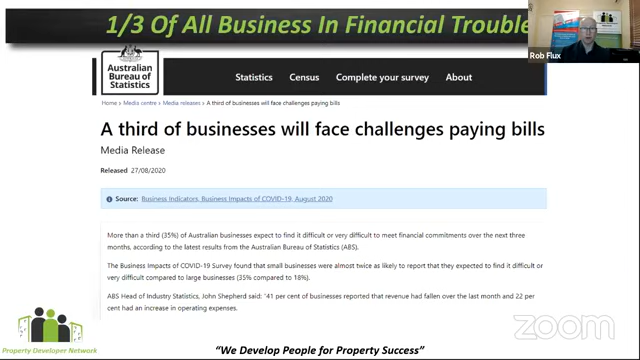 1/3 Of All Business In Financial Trouble
Rob Flux
Australian
Bureau of
Statistics
Statistics Census Complete your survey About
Home > Media centre > Media releases > A third of businesses will face challenges paying bills
A third of businesses will face challenges paying bills
Media Release
Released 27/08/2020
Source: Business Indicators, Business Impacts of COVID-19, August 2020
More than a third (35%) of Australian businesses expect to find it difficult or very difficult to meet financial commitments over the next three
months, according to the latest results from the Australian Bureau of Statistics (ABS).
The Business Impacts of COVID-19 Survey found that small businesses were almost twice as likely to report that they expected to find it difficult or
very difficult compared to large businesses (35% compared to 18%).
ABS Head of Industry Statistics, John Shepherd said: "41 per cent of businesses reported that revenue had fallen over the last month and 22 per
cent had an increase in operating expenses.
zoom
Property Developer Network
"We Develop People for Property Success"